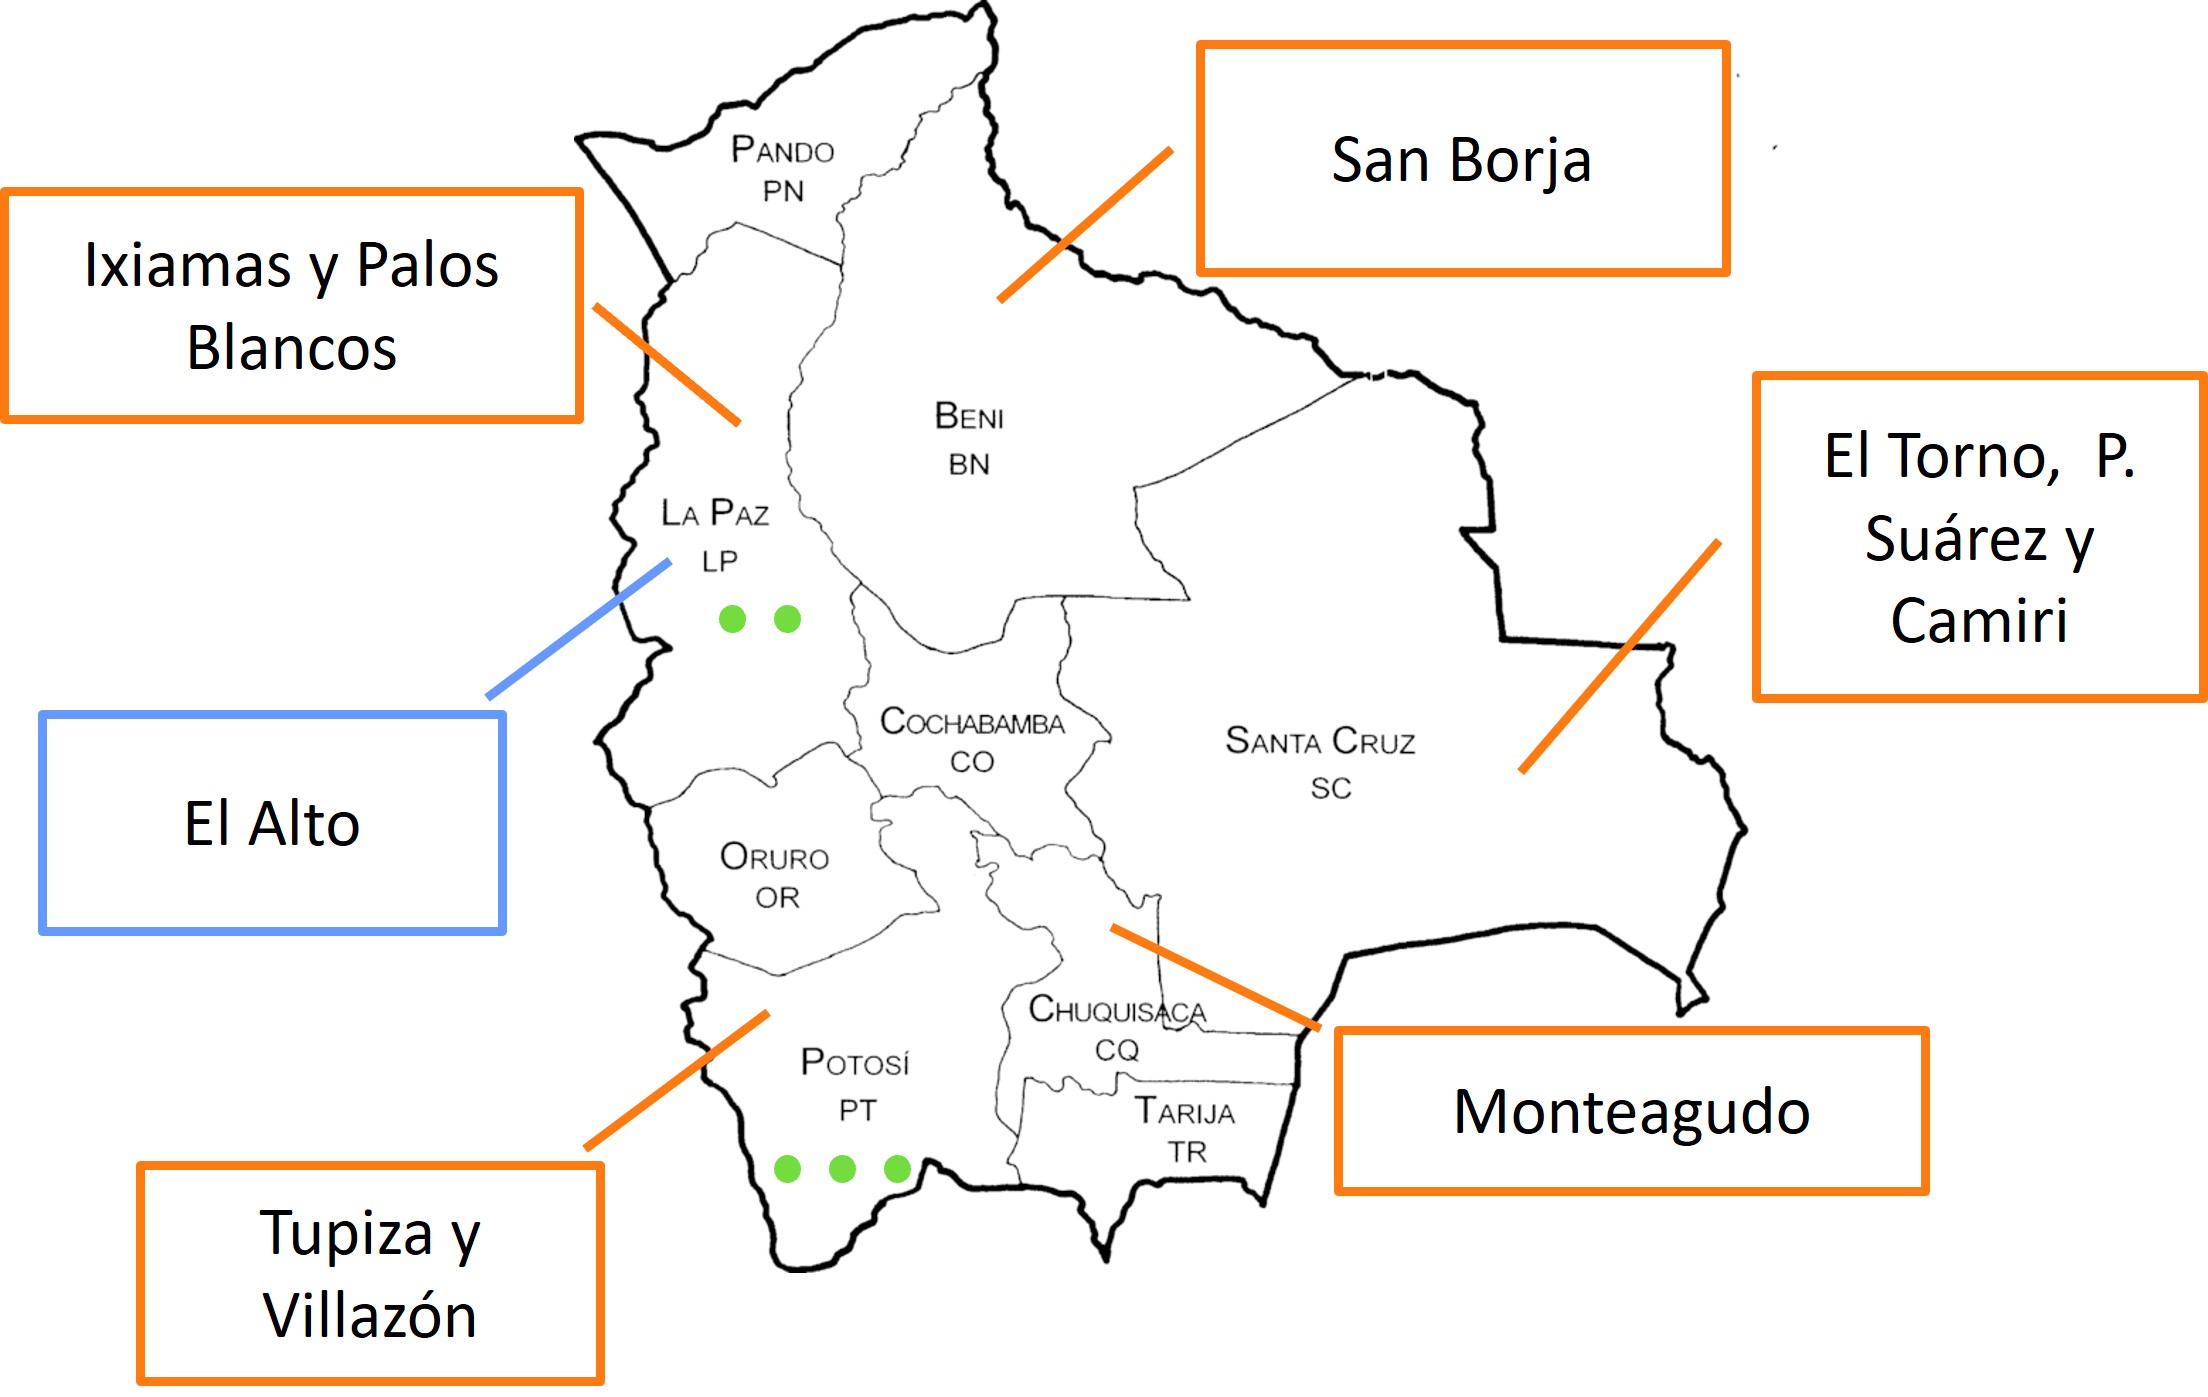 PANDO
PN
San Borja
Ixiamas y Palos
Blancos
BENI
BN
El Torno,  P.
Suárez y
Camiri
LA PAZ
LP
COCHABAMBA
CO
SANTA CRUZ
SC
El Alto
ORURO
OR
CHUQUISACA
CQ
POTOSÍ
PT
TARIJA
TR
Monteagudo
Tupiza y
Villazón